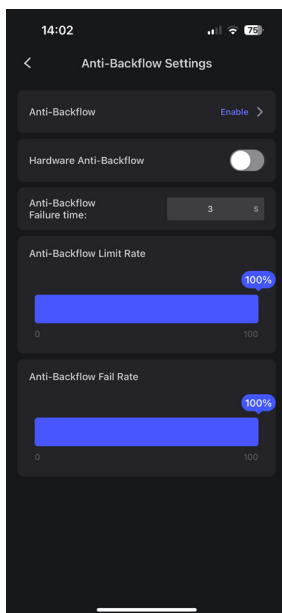 14:02
75
Anti-Backflow Settings
Anti-Backflow
Enable
Hardware Anti-Backflow
Anti-Backflow
Failure time:
3
S
Anti-Backflow Limit Rate
100%
0
100
Anti-Backflow Fail Rate
100%
0
100